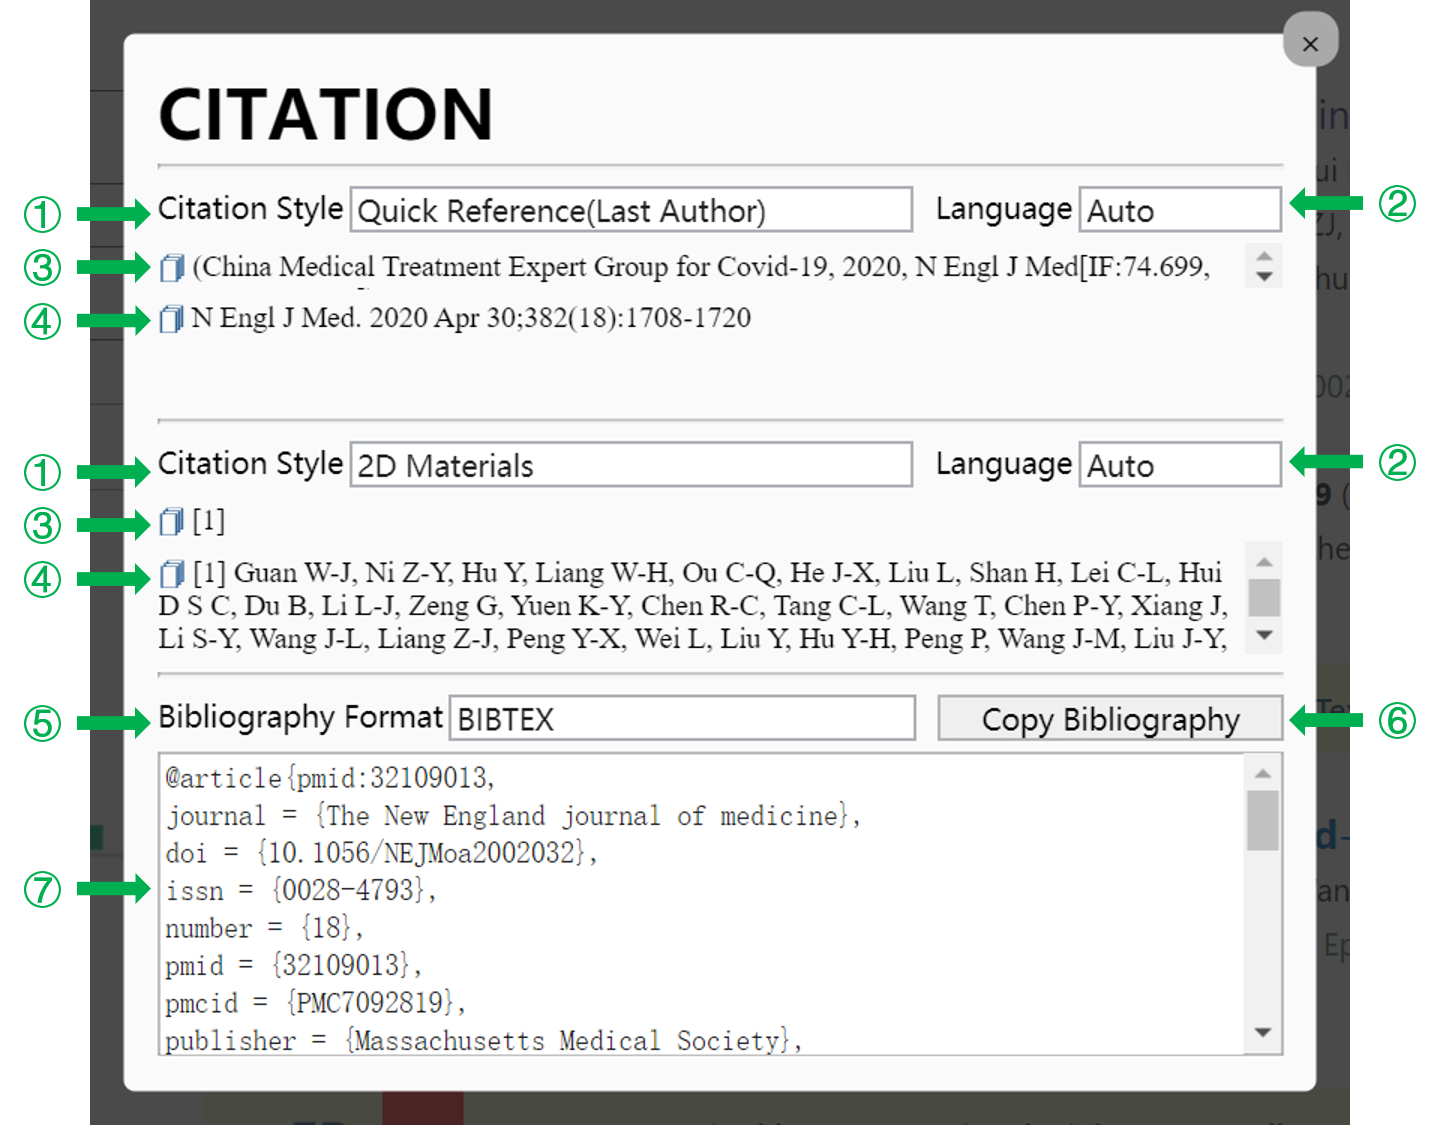 ×
CITATION
① Citation Style Quick Reference(Last Author) Language Auto ②
③ (China Medical Treatment Expert Group for Covid-19, 2020, N Engl J Med[IF:74.699,
④ N Engl J Med. 2020 Apr 30;382(18):1708-1720
① Citation Style 2D Materials Language Auto ②
③ [1]
④ [1] Guan W-J, Ni Z-Y, Hu Y, Liang W-H, Ou C-Q, He J-X, Liu L, Shan H, Lei C-L, Hui
D S C, Du B, Li L-J, Zeng G, Yuen K-Y, Chen R-C, Tang C-L, Wang T, Chen P-Y, Xiang J,
Li S-Y, Wang J-L, Liang Z-J, Peng Y-X, Wei L, Liu Y, Hu Y-H, Peng P, Wang J-M, Liu J-Y,
⑤ Bibliography Format BIBTEX Copy Bibliography ⑥
@article{pmid:32109013,
journal = {The New England journal of medicine},
doi = {10.1056/NEJMoa2002032},
⑦ issn = {0028-4793},
number = {18},
pmid = {32109013},
pmcid = {PMC7092819},
publisher = {Massachusetts Medical Society},